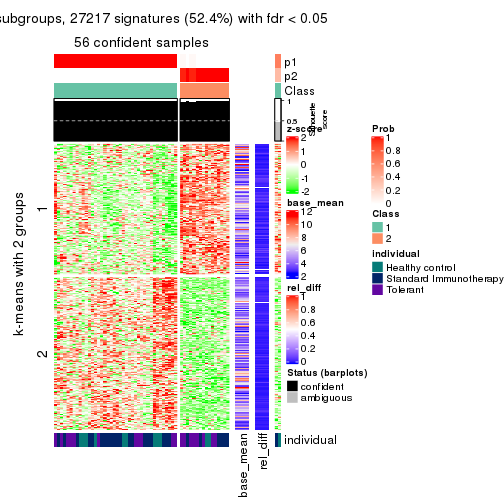 subgroups, 27217 signatures (52.4%) with fdr < 0.05
56 confident samples
p1
p2
Class
1
0.5
0
Silhouette
score
k-means with 2 groups
1
2
z-score
2
1
0
-1
-2
base_mean
12
10
8
6
4
2
rel_diff
1
0.8
0.6
0.4
0.2
0
Status (barplots)
confident
ambiguous
Prob
1
0.8
0.6
0.4
0.2
0
Class
1
2
individual
Healthy control
Standard Immunotherapy
Tolerant
individual
base_mean
rel_diff